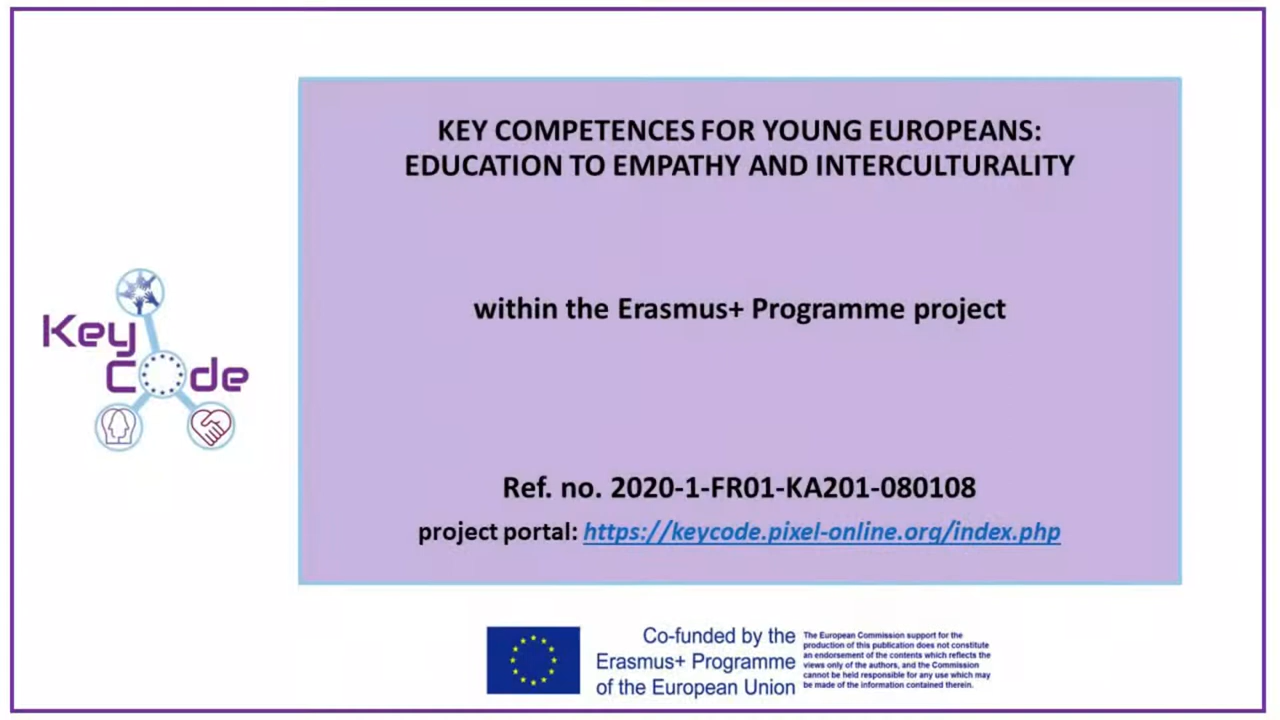 KEY COMPETENCES FOR YOUNG EUROPEANS:
EDUCATION TO EMPATHY AND INTERCULTURALITY
within the Erasmus+ Programme project
Key
Code
Ref. no. 2020-1-FR01-KA201-080108
project portal: https://keycode.pixel-online.org/index.php
Co-funded by the
Erasmus+ Programme
of the European Union
The European Commission support for the
production of this publication does not constitute
an endorsement of the contents which reflects the
views only of the authors, and the Commission
cannot be held responsible for any use which may
be made of the information contained therein.